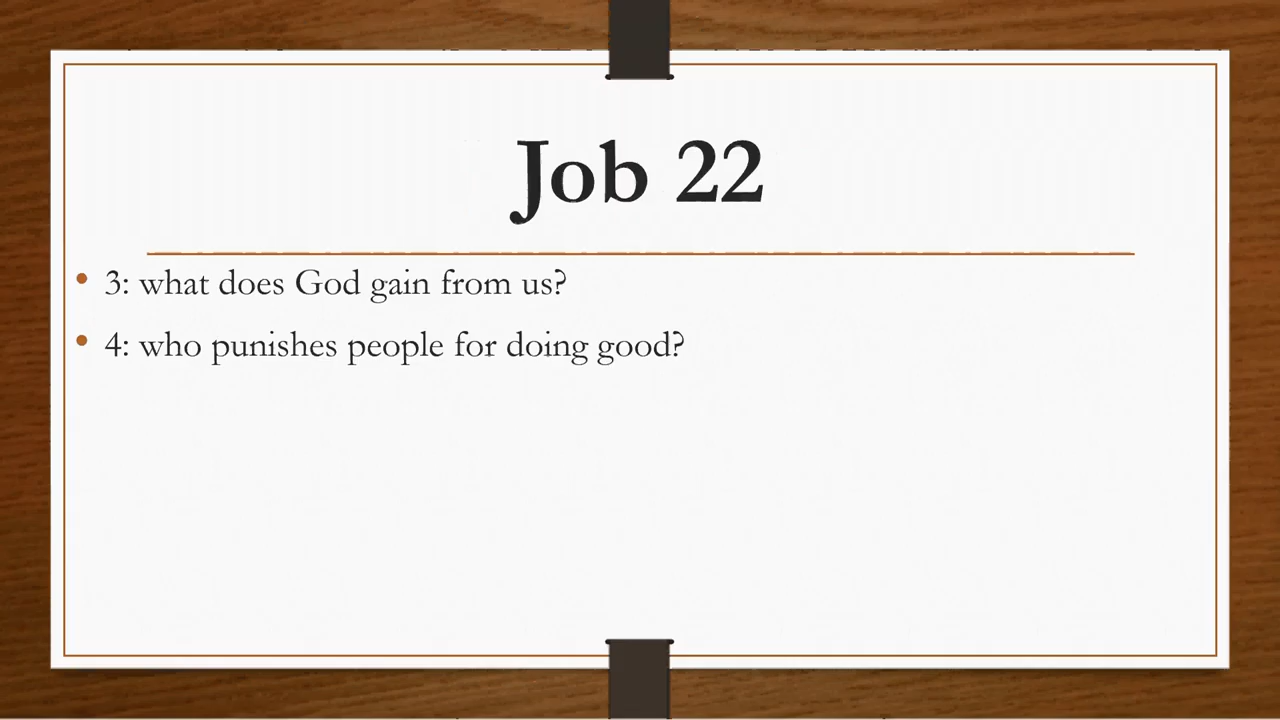 Job 22
• 3: what does God gain from us?
• 4: who punishes people for doing good?